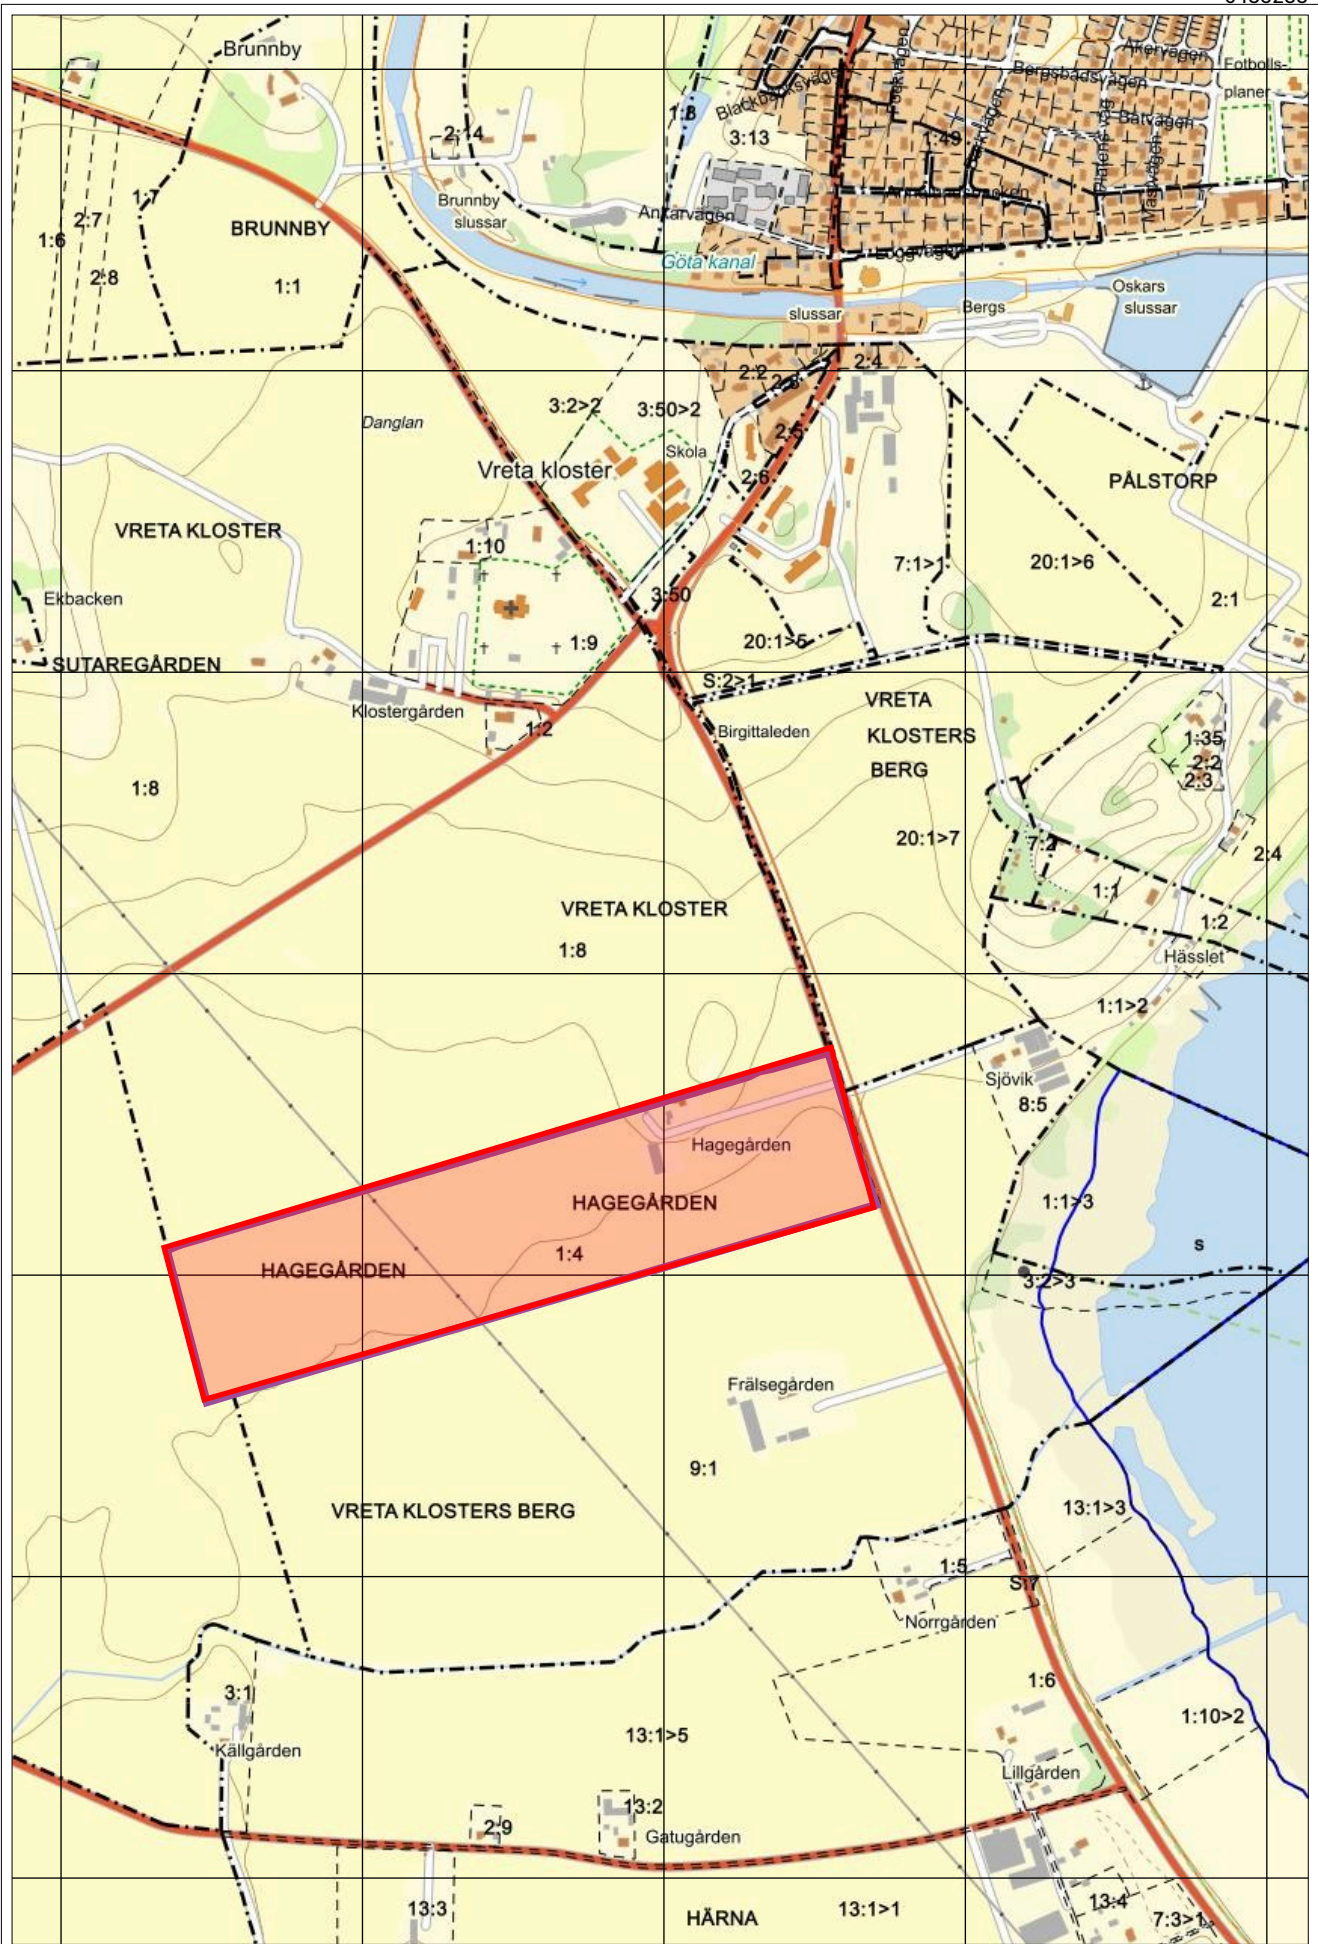 Brunnby
Åkervägen
Bergsbadsvägen
Fotbolls-
planer
Båtvägen
Blackbäcksvägen
1:49
3:13
2:14
1:7
2:7
1:6
2:8
BRUNNBY
1:1
Brunnby
slussar
Ankarvägen
Göta kanal
Loggvägen
slussar
Bergs
Oskars
slussar
2:2
2:4
3:2>2
3:50>2
Danglan
2:5
Skola
2:6
Vreta kloster
PÅLSTORP
VRETA KLOSTER
1:10
7:1>1
20:1>6
Ekbacken
3:50
2:1
1:9
20:1>5
SUTAREGÅRDEN
S:2>1
Klostergården
VRETA
KLOSTERS
BERG
1:2
Birgittaleden
1:35
2:2
2:3
1:8
20:1>7
7:2
2:4
1:1
VRETA KLOSTER
1:8
1:2
Hässlet
1:1>2
Sjövik
8:5
Hagegården
HAGEGÅRDEN
1:1>3
s
1:4
HAGEGÅRDEN
3:2>3
Frälsegården
9:1
VRETA KLOSTERS BERG
13:1>3
1:5
S:7
Norrgården
1:6
3:1
1:10>2
Källgården
13:1>5
Lillgården
13:2
2:9
Gatugården
13:3
HÄRNA
13:1>1
13:4
7:3>1